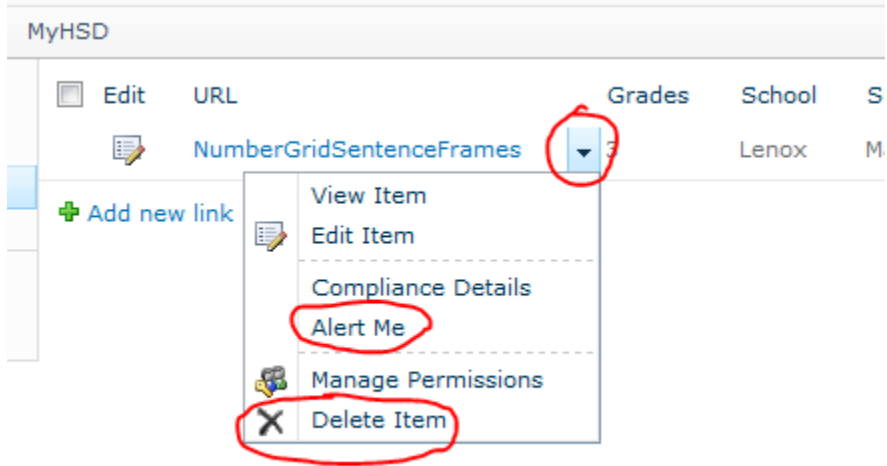 MyHSD
Edit URL Grades School S
NumberGridSentenceFrames 3 Lenox Ma
Add new link
View Item
Edit Item
Compliance Details
Alert Me
Manage Permissions
Delete Item